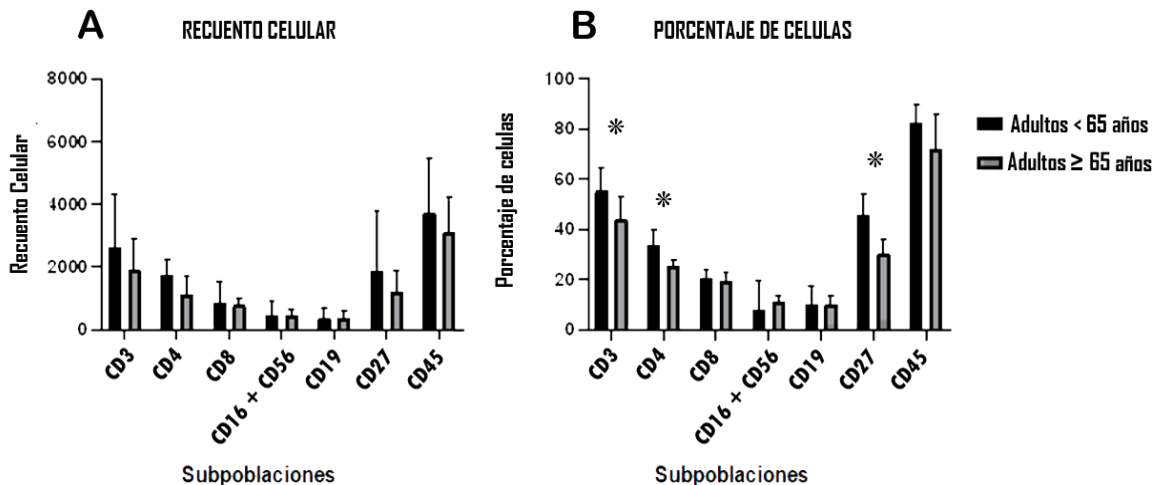 A RECUENTO CELULAR
8000
6000
4000
2000
0
Recuento Celular
CD3
CD4
CD8
CD16 + CD56
CD19
CD27
CD45
Subpoblaciones
B PORCENTAJE DE CELULAS
100
80
60
40
20
0
Porcentaje de celulas
CD3
CD4
CD8
CD16 + CD56
CD19
CD27
CD45
Subpoblaciones
Adultos < 65 años
Adultos ≥ 65 años